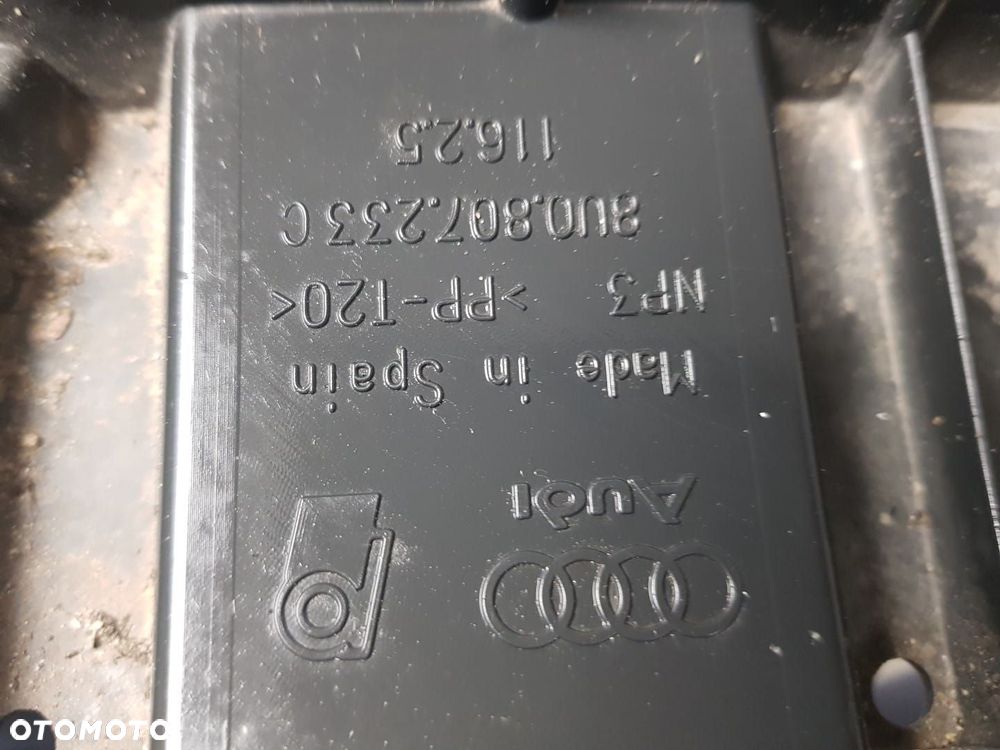 Audi
Made in Spain
NP3 >PP-T20<
8U0.807.233 C
116.2.5
OTOMOTO